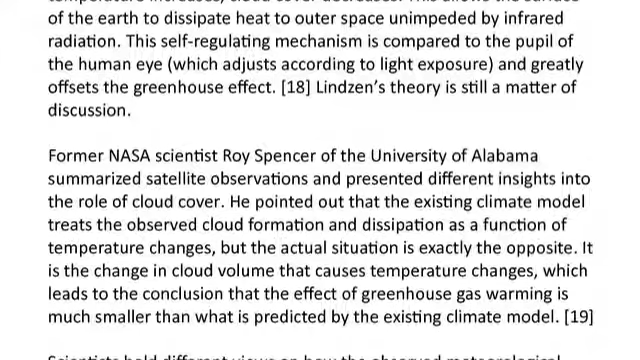 of the earth to dissipate heat to outer space unimpeded by infrared
radiation. This self-regulating mechanism is compared to the pupil of
the human eye (which adjusts according to light exposure) and greatly
offsets the greenhouse effect. [18] Lindzen’s theory is still a matter of
discussion.
Former NASA scientist Roy Spencer of the University of Alabama
summarized satellite observations and presented different insights into
the role of cloud cover. He pointed out that the existing climate model
treats the observed cloud formation and dissipation as a function of
temperature changes, but the actual situation is exactly the opposite. It
is the change in cloud volume that causes temperature changes, which
leads to the conclusion that the effect of greenhouse gas warming is
much smaller than what is predicted by the existing climate model. [19]